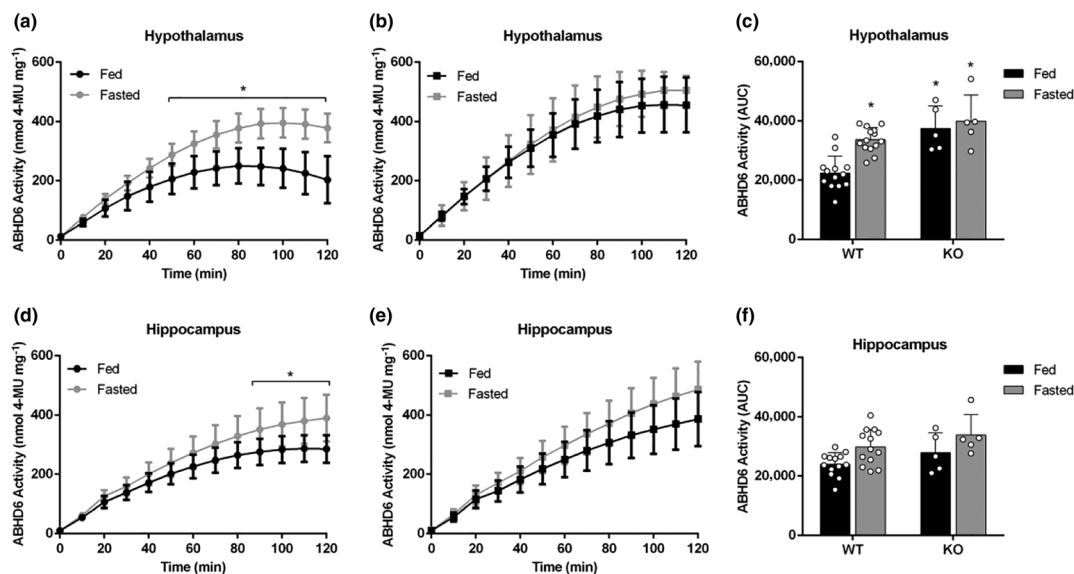 (a)
Hypothalamus
ABHD6 Activity (nmol 4-MU mg⁻¹)
600
400
200
0
Fed
Fasted
*
0 20 40 60 80 100 120
Time (min)
(b)
Hypothalamus
ABHD6 Activity (nmol 4-MU mg⁻¹)
600
400
200
0
Fed
Fasted
0 20 40 60 80 100 120
Time (min)
(c)
Hypothalamus
ABHD6 Activity (AUC)
60,000
40,000
20,000
0
Fed
Fasted
* * *
WT KO
(d)
Hippocampus
ABHD6 Activity (nmol 4-MU mg⁻¹)
600
400
200
0
Fed
Fasted
*
0 20 40 60 80 100 120
Time (min)
(e)
Hippocampus
ABHD6 Activity (nmol 4-MU mg⁻¹)
600
400
200
0
Fed
Fasted
0 20 40 60 80 100 120
Time (min)
(f)
Hippocampus
ABHD6 Activity (AUC)
60,000
40,000
20,000
0
Fed
Fasted
WT KO